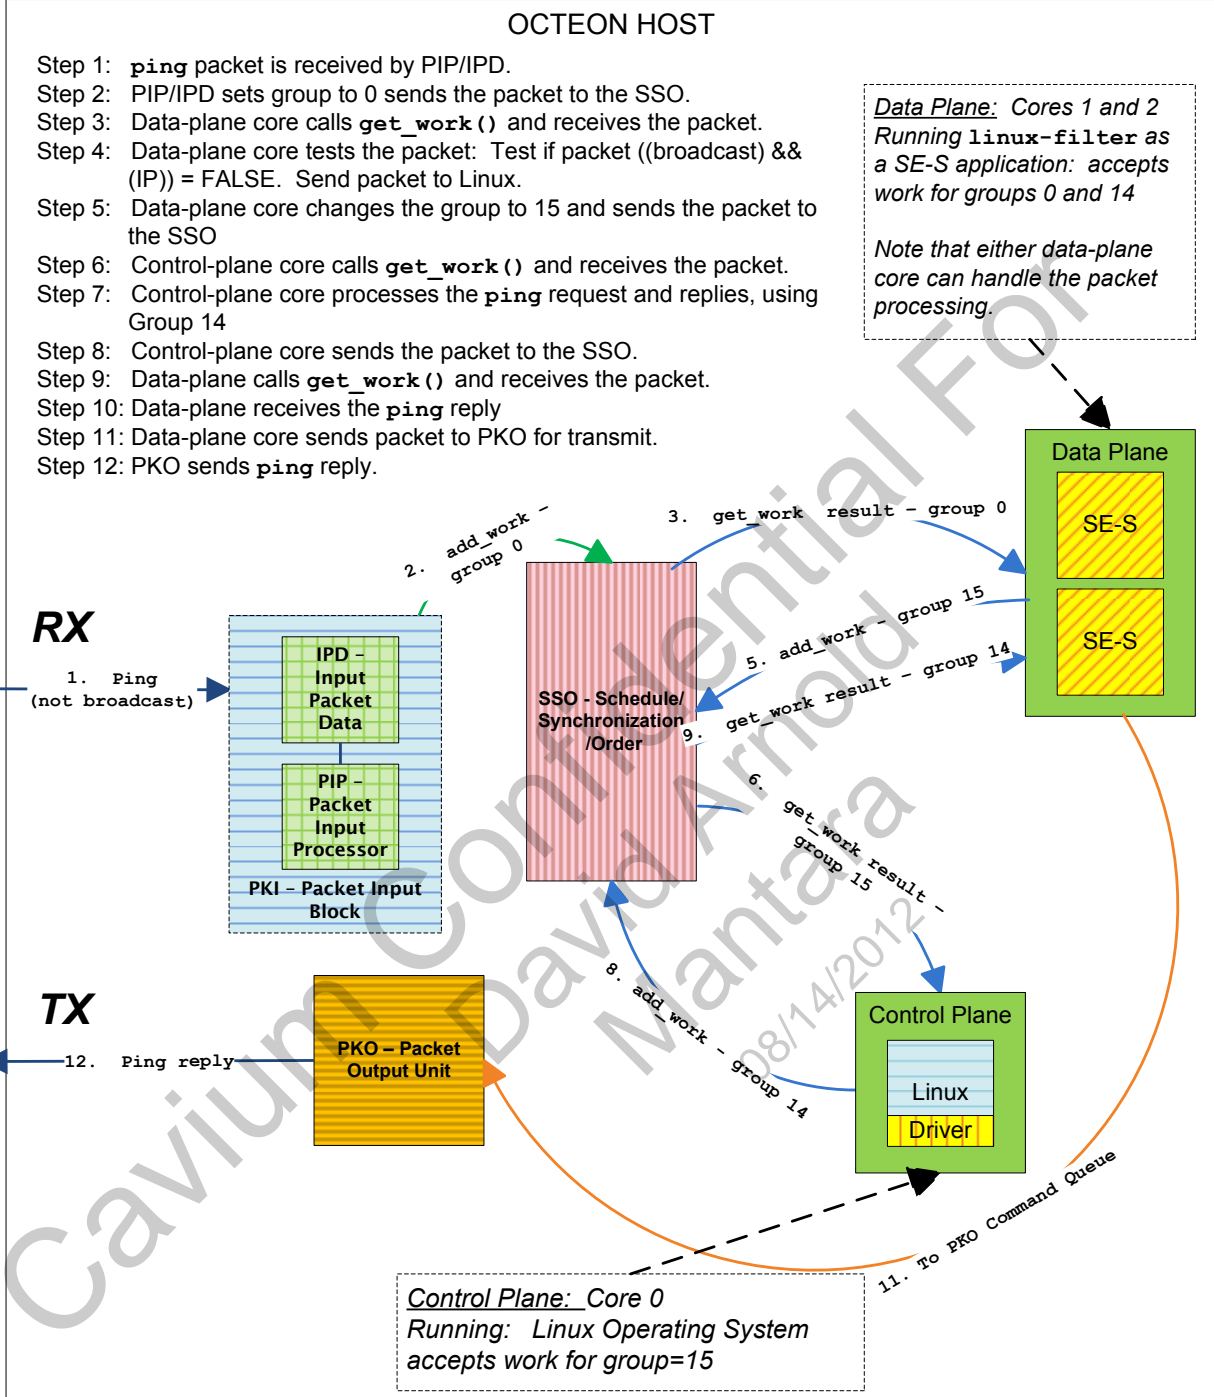 OCTEON HOST
Step 1: ping packet is received by PIP/IPD.
Step 2: PIP/IPD sets group to 0 sends the packet to the SSO.
Step 3: Data-plane core calls get_work() and receives the packet.
Step 4: Data-plane core tests the packet: Test if packet ((broadcast) &&
(IP)) = FALSE. Send packet to Linux.
Step 5: Data-plane core changes the group to 15 and sends the packet to
the SSO
Step 6: Control-plane core calls get_work() and receives the packet.
Step 7: Control-plane core processes the ping request and replies, using
Group 14
Step 8: Control-plane core sends the packet to the SSO.
Step 9: Data-plane calls get_work() and receives the packet.
Step 10: Data-plane receives the ping reply
Step 11: Data-plane core sends packet to PKO for transmit.
Step 12: PKO sends ping reply.
Data Plane: Cores 1 and 2
Running linux-filter as
a SE-S application: accepts
work for groups 0 and 14
Note that either data-plane
core can handle the packet
processing.
Data Plane
SE-S
SE-S
2. add_work –
group 0
3. get_work result – group 0
5. add_work – group 15
9. get_work result – group 14
RX
1. Ping
(not broadcast)
IPD –
Input
Packet
Data
PIP –
Packet
Input
Processor
PKI – Packet Input
Block
SSO - Schedule/
Synchronization
/Order
6. get_work result –
group 15
8. add_work – group 14
TX
12. Ping reply
PKO – Packet
Output Unit
Control Plane
Linux
Driver
11. To PKO Command Queue
Control Plane: Core 0
Running: Linux Operating System
accepts work for group=15
Cavium Confidential For
David Arnold
Mantara
08/14/2012